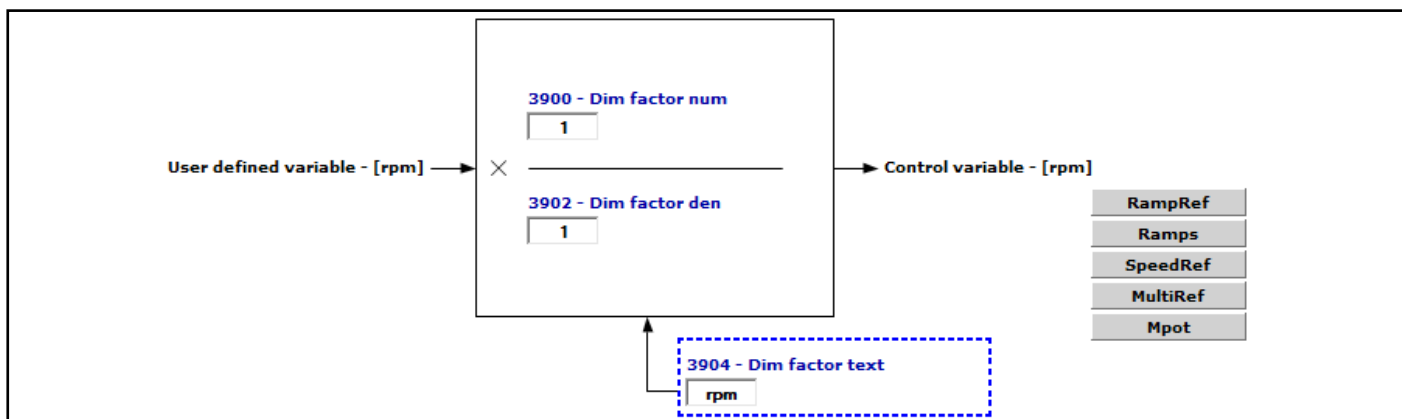 3900 - Dim factor num
1
User defined variable - [rpm]
×
Control variable - [rpm]
3902 - Dim factor den
1
RampRef
Ramps
SpeedRef
MultiRef
Mpot
3904 - Dim factor text
rpm